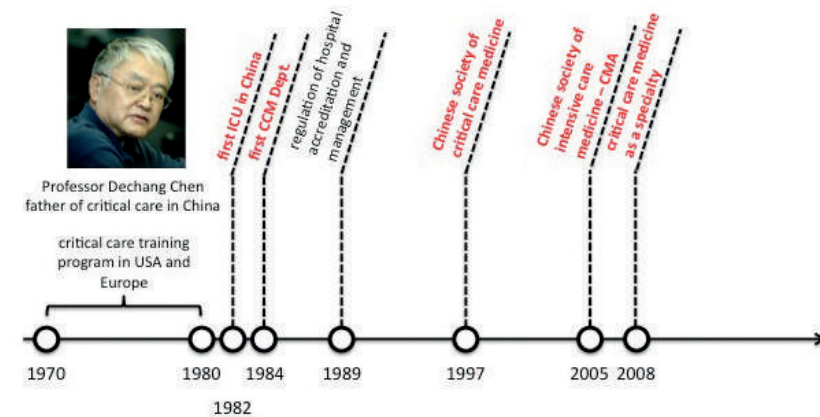 Professor Dechang Chen
father of critical care in China
critical care training
program in USA and
Europe
first ICU in China
first CCM Dept.
regulation of hospital
accreditation and
management
Chinese society of
critical care medicine
Chinese society of
intensive care
medicine – CMA
critical care medicine
as a specialty
1970
1980
1982
1984
1989
1997
2005
2008